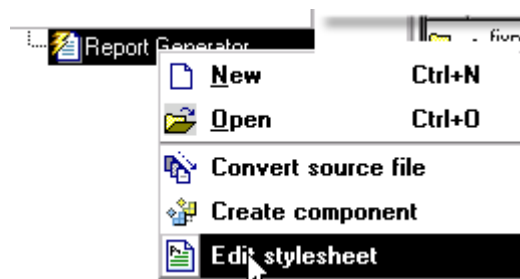 Report Generator
New Ctrl+N
Open Ctrl+O
Convert source file
Create component
Edit stylesheet